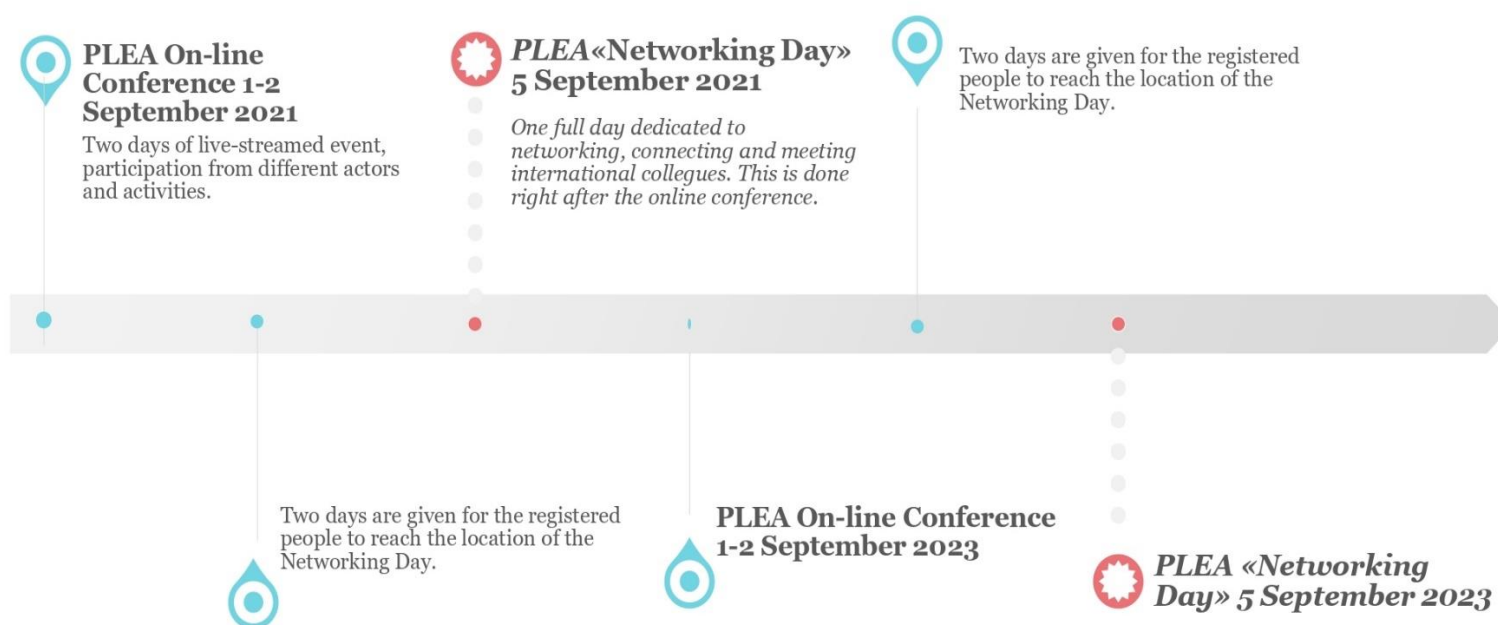 PLEA On-line
Conference 1-2
September 2021
Two days of live-streamed event,
participation from different actors
and activities.
PLEA«Networking Day»
5 September 2021
One full day dedicated to
networking, connecting and meeting
international collegues. This is done
right after the online conference.
Two days are given for the registered
people to reach the location of the
Networking Day.
Two days are given for the registered
people to reach the location of the
Networking Day.
PLEA On-line Conference
1-2 September 2023
PLEA «Networking
Day» 5 September 2023